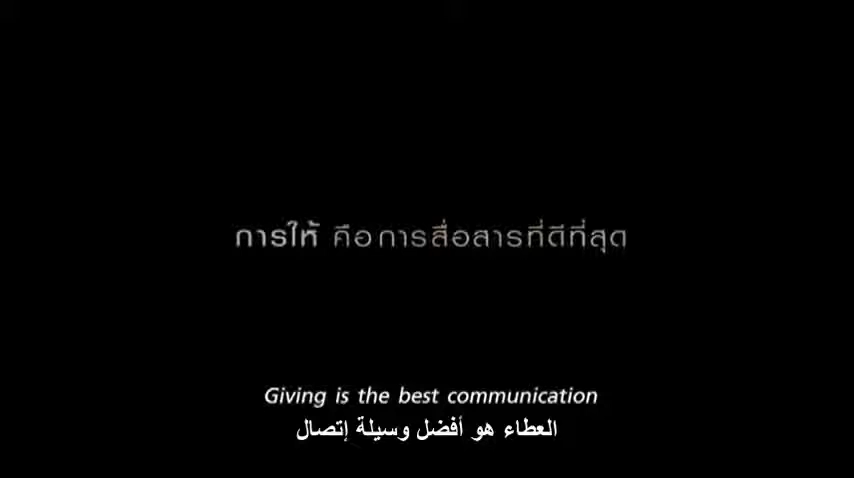 การให้ คือการสื่อสารที่ดีที่สุด
Giving is the best communication
العطاء هو أفضل وسيلة إتصال